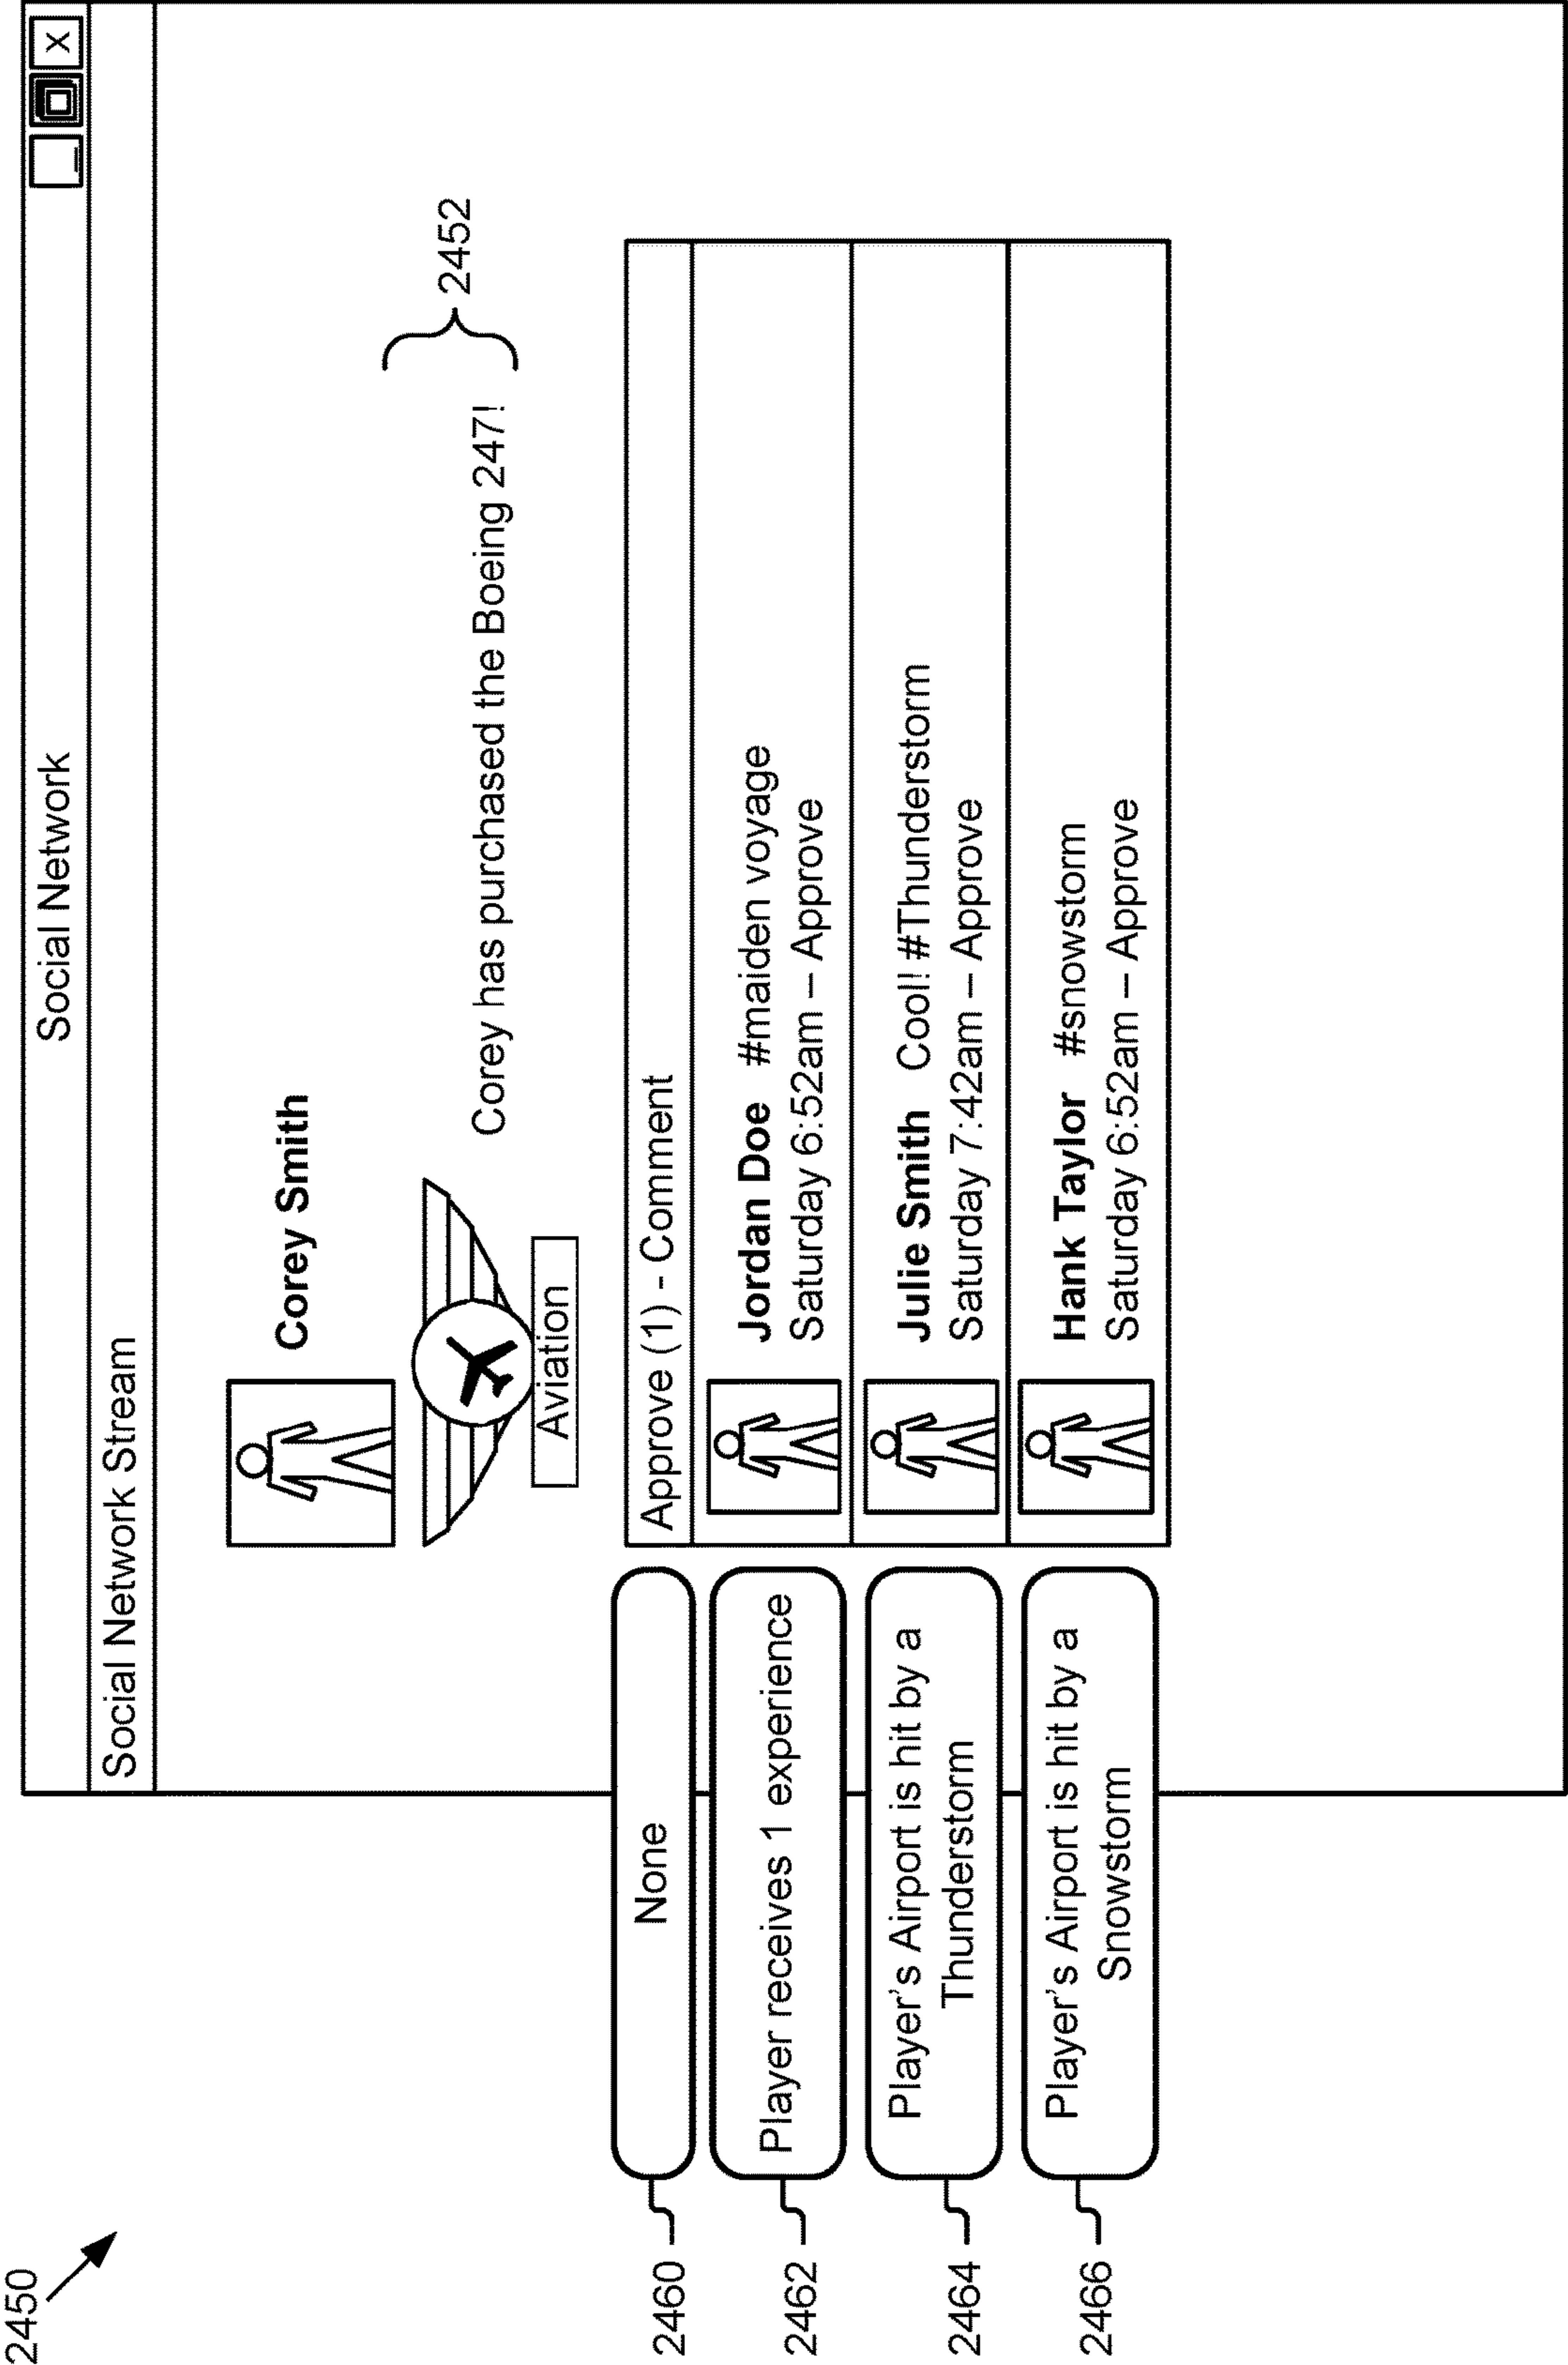 2450
Social Network
_ X
Social Network Stream
Corey Smith
Aviation
Corey has purchased the Boeing 247!
2452
2460
None
Approve (1) - Comment
2462
Player receives 1 experience
Jordan Doe #maiden voyage
Saturday 6:52am – Approve
2464
Player's Airport is hit by a
Thunderstorm
Julie Smith Cool! #Thunderstorm
Saturday 7:42am – Approve
2466
Player's Airport is hit by a
Snowstorm
Hank Taylor #snowstorm
Saturday 6:52am – Approve